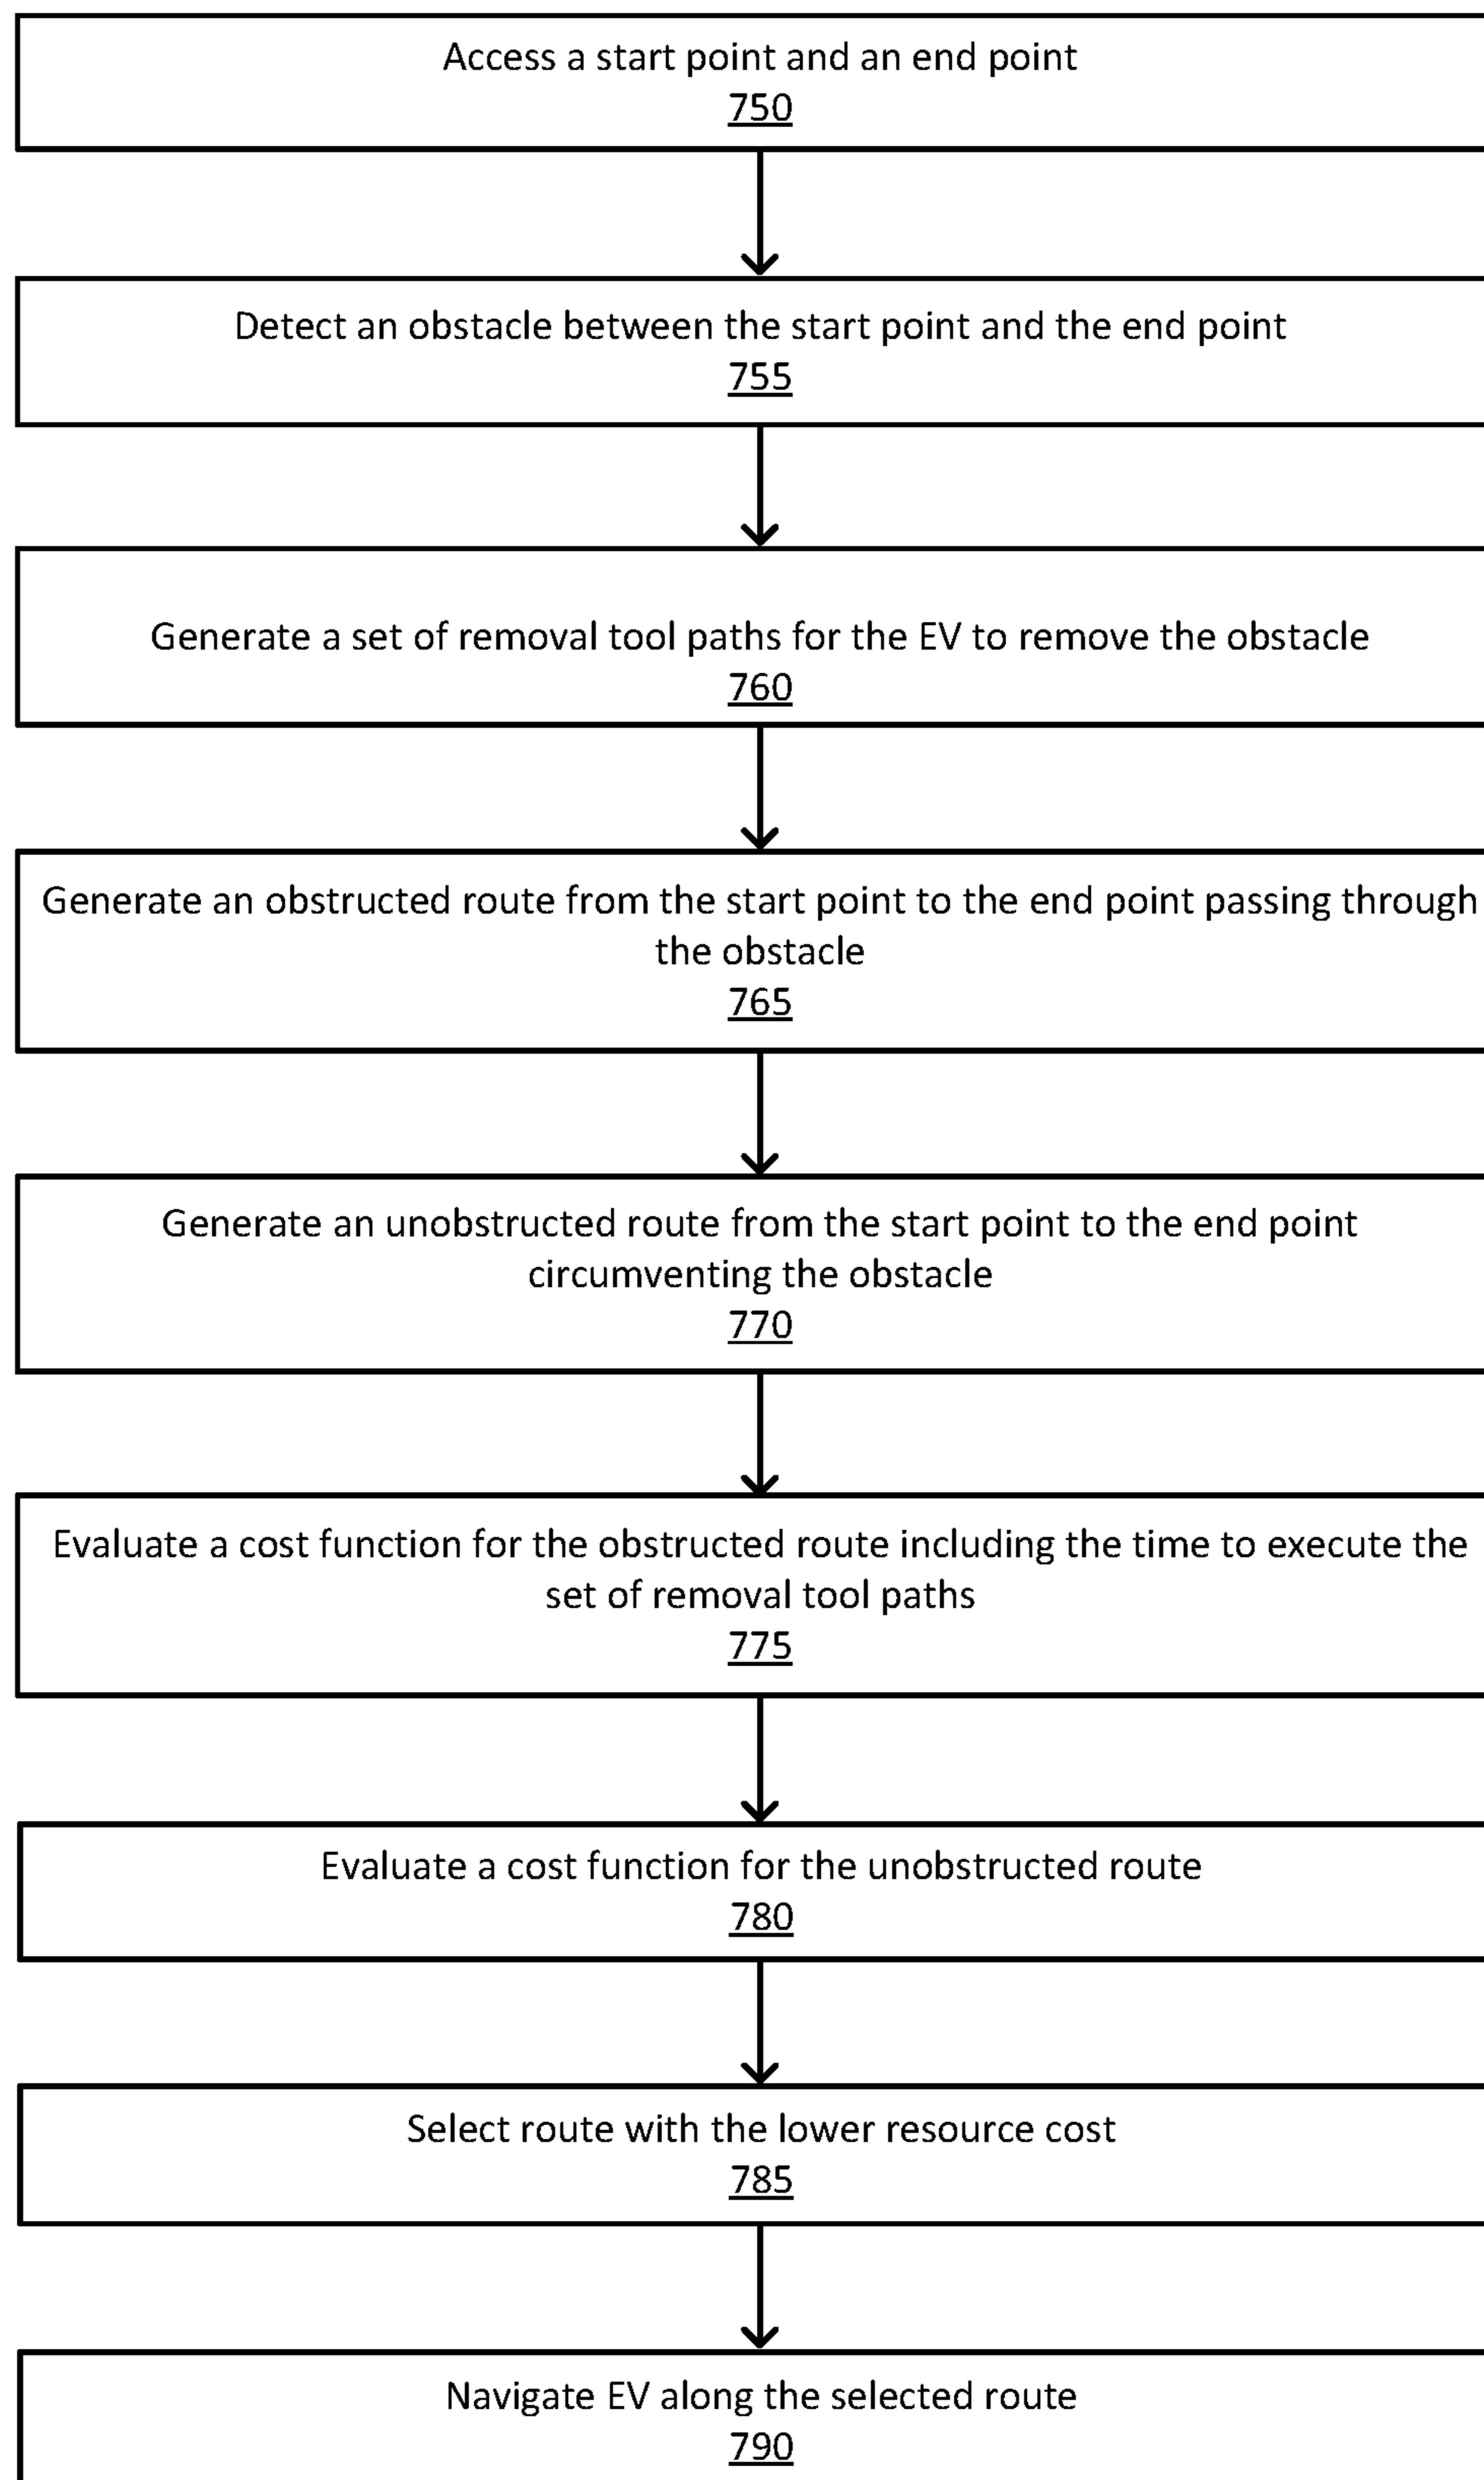 Access a start point and an end point
750
Detect an obstacle between the start point and the end point
755
Generate a set of removal tool paths for the EV to remove the obstacle
760
Generate an obstructed route from the start point to the end point passing through
the obstacle
765
Generate an unobstructed route from the start point to the end point
circumventing the obstacle
770
Evaluate a cost function for the obstructed route including the time to execute the
set of removal tool paths
775
Evaluate a cost function for the unobstructed route
780
Select route with the lower resource cost
785
Navigate EV along the selected route
790